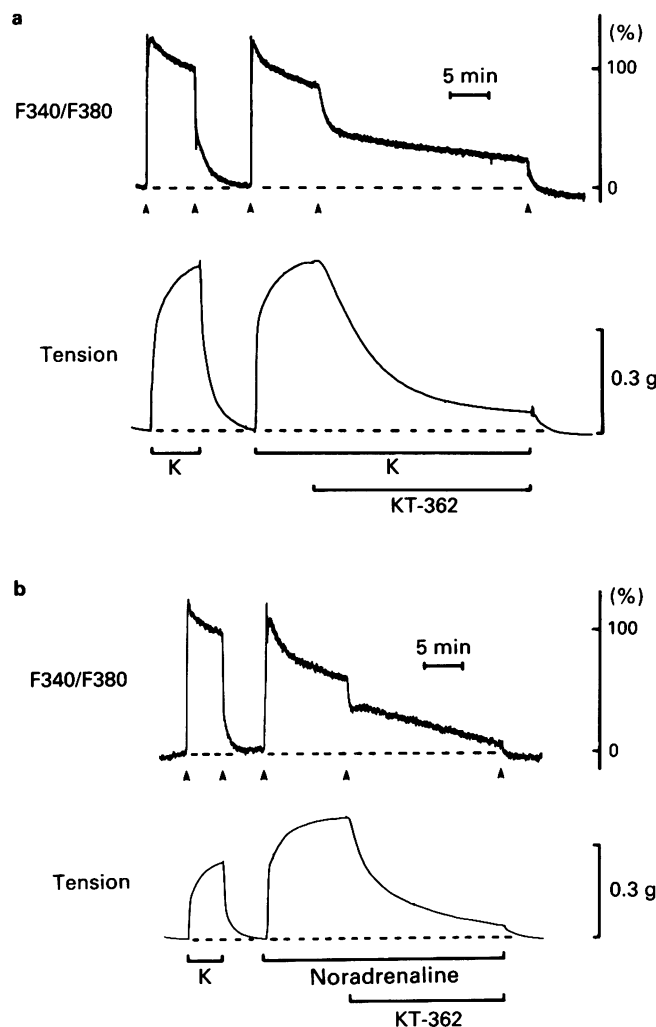 a
(%)
5 min
100
F340/F380
0
Tension
0.3 g
K
K
KT-362
b
(%)
5 min
100
F340/F380
0
Tension
0.3 g
K
Noradrenaline
KT-362